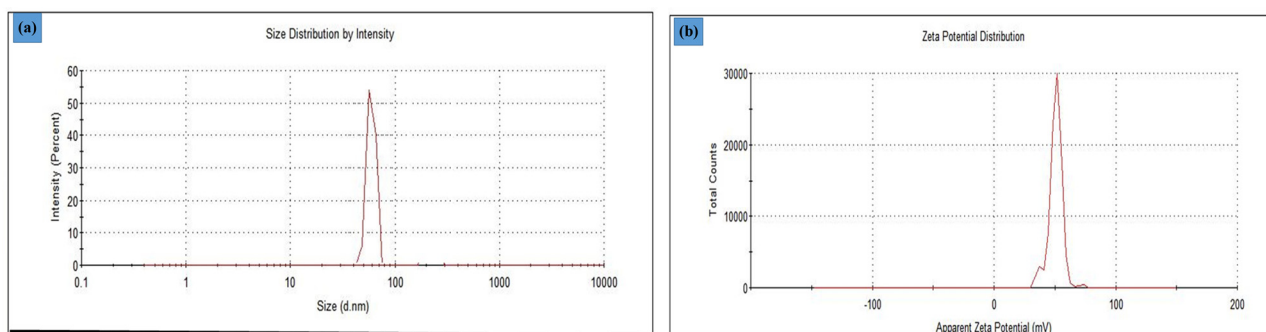 (a)
Size Distribution by Intensity
60
50
40
30
20
10
0
Intensity (Percent)
0.1 1 10 100 1000 10000
Size (d.nm)
(b)
Zeta Potential Distribution
30000
20000
10000
0
Total Counts
-100 0 100 200
Apparent Zeta Potential (mV)